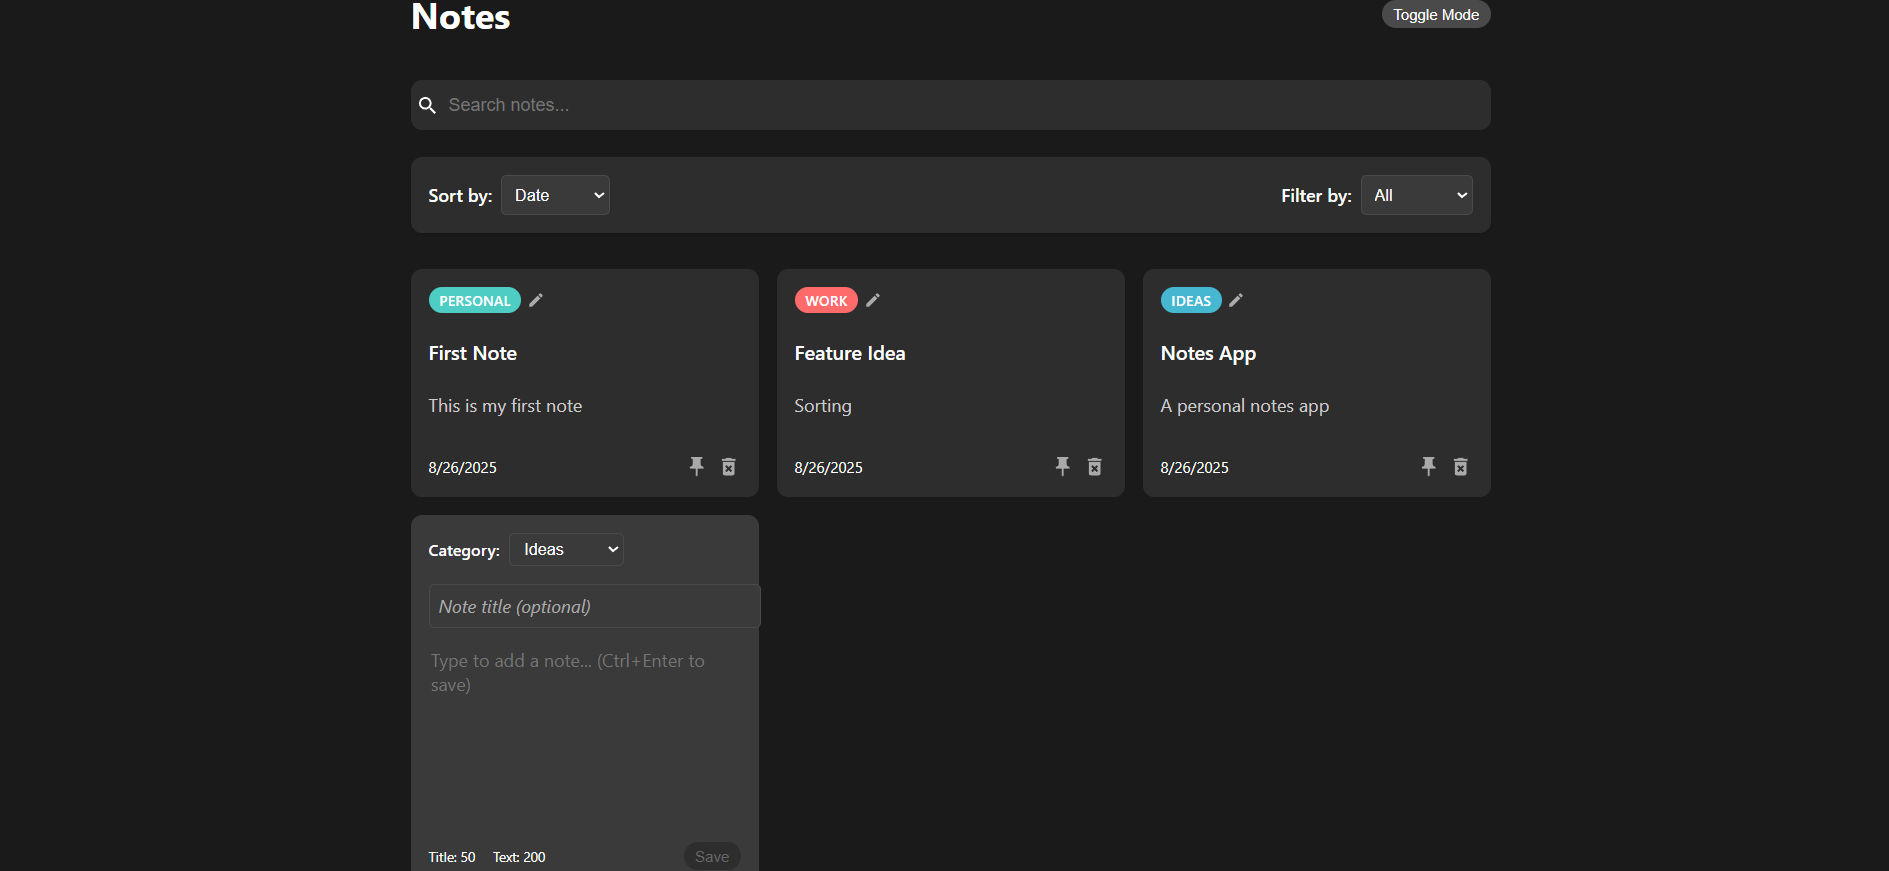 Notes
Toggle Mode
Search notes...
Sort by: Date
Filter by: All
PERSONAL
First Note
This is my first note
8/26/2025
WORK
Feature Idea
Sorting
8/26/2025
IDEAS
Notes App
A personal notes app
8/26/2025
Category: Ideas
Note title (optional)
Type to add a note... (Ctrl+Enter to
save)
Title: 50 Text: 200
Save